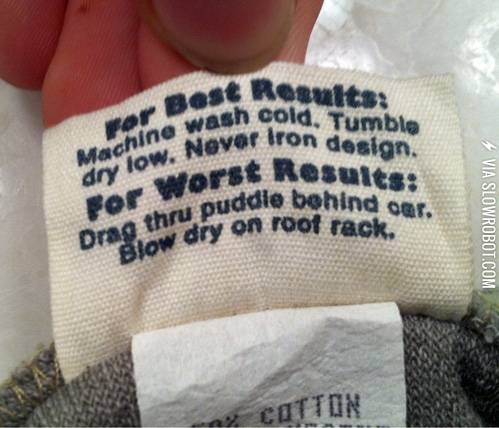 For Best Results:
Machine wash cold. Tumble
dry low. Never iron design.
For Worst Results:
Drag thru puddle behind car.
Blow dry on roof rack.
COTTON
VIA SLOWROBOT.COM